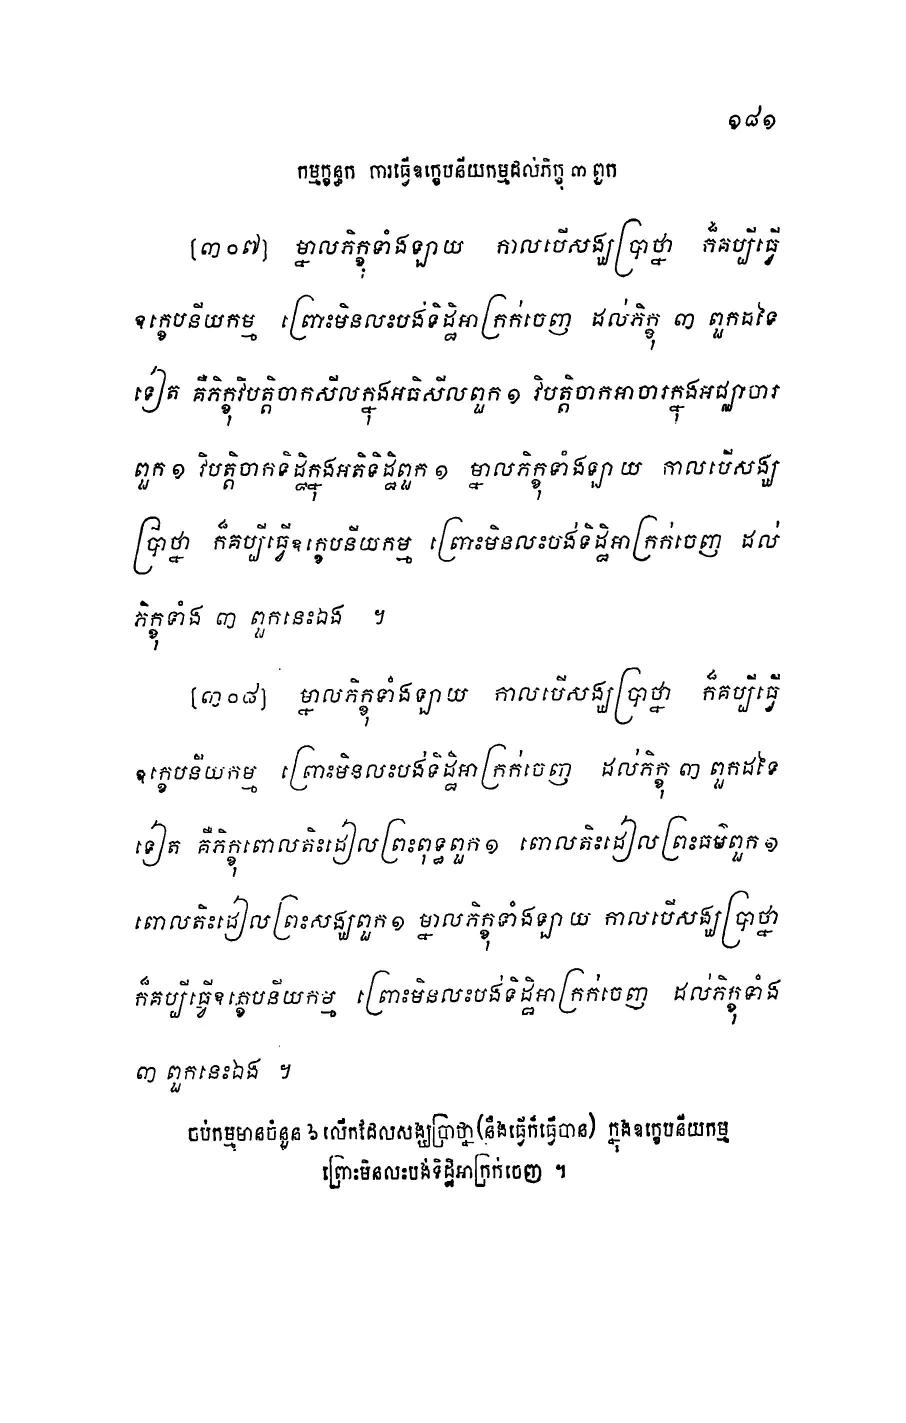 ១៨១
កម្មក្ខន្ធក ការធ្វើឧក្ខេបនីយកម្មដល់ភិក្ខុ ៣ ពួក
[៣០៧] ម្នាលភិក្ខុទាំងឡាយ កាលបើសង្ឃប្រាថ្នា ក៏គប្បីធ្វើ
ឧក្ខេបនីយកម្ម ព្រោះមិនលះបង់ទិដ្ឋិអាក្រក់ចេញ ដល់ភិក្ខុ ៣ ពួកដទៃ
ទៀត គឺភិក្ខុវិបត្តិចាកសីលក្នុងអធិសីលពួក ១ វិបត្តិចាកអាចារក្នុងអជ្ឈាចារ
ពួក ១ វិបត្តិចាកទិដ្ឋិក្នុងអតិទិដ្ឋិពួក ១ ម្នាលភិក្ខុទាំងឡាយ កាលបើសង្ឃ
ប្រាថ្នា ក៏គប្បីធ្វើឧក្ខេបនីយកម្ម ព្រោះមិនលះបង់ទិដ្ឋិអាក្រក់ចេញ ដល់
ភិក្ខុទាំង ៣ ពួកនេះឯង ។
[៣០៨] ម្នាលភិក្ខុទាំងឡាយ កាលបើសង្ឃប្រាថ្នា ក៏គប្បីធ្វើ
ឧក្ខេបនីយកម្ម ព្រោះមិនលះបង់ទិដ្ឋិអាក្រក់ចេញ ដល់ភិក្ខុ ៣ ពួកដទៃ
ទៀត គឺភិក្ខុពោលតិះដៀលព្រះពុទ្ធពួក ១ ពោលតិះដៀលព្រះធម៌ពួក ១
ពោលតិះដៀលព្រះសង្ឃពួក ១ ម្នាលភិក្ខុទាំងឡាយ កាលបើសង្ឃប្រាថ្នា
ក៏គប្បីធ្វើឧក្ខេបនីយកម្ម ព្រោះមិនលះបង់ទិដ្ឋិអាក្រក់ចេញ ដល់ភិក្ខុទាំង
៣ ពួកនេះឯង ។
ចប់កម្មមានចំនួន ៦ លើកដែលសង្ឃប្រាថ្នា(នឹងធ្វើក៏ធ្វើបាន) ក្នុងឧក្ខេបនីយកម្ម
ព្រោះមិនលះបង់ទិដ្ឋិអាក្រក់ចេញ ។